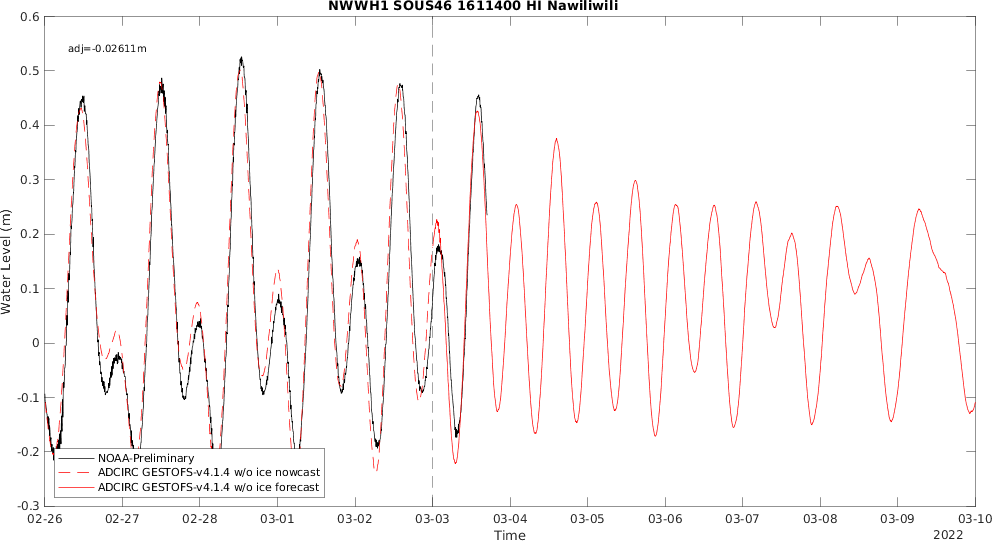 NWWH1 SOUS46 1611400 HI Nawiliwili
adj=-0.02611m
Water Level (m)
0.6
0.5
0.4
0.3
0.2
0.1
0
-0.1
-0.2
-0.3
NOAA-Preliminary
ADCIRC GESTOFS-v4.1.4 w/o ice nowcast
ADCIRC GESTOFS-v4.1.4 w/o ice forecast
02-26 02-27 02-28 03-01 03-02 03-03 03-04 03-05 03-06 03-07 03-08 03-09 03-10
Time
2022